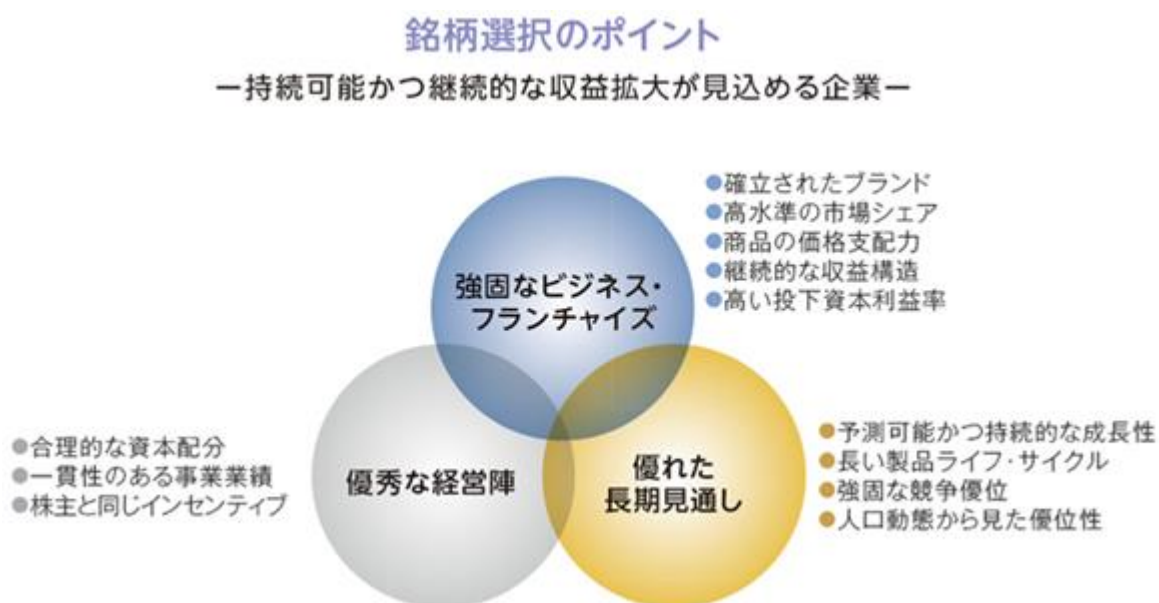 銘柄選択のポイント
ー持続可能かつ継続的な収益拡大が見込める企業ー
強固なビジネス・
フランチャイズ
●確立されたブランド
●高水準の市場シェア
●商品の価格支配力
●継続的な収益構造
●高い投下資本利益率
優秀な経営陣
●合理的な資本配分
●一貫性のある事業業績
●株主と同じインセンティブ
優れた
長期見通し
●予測可能かつ持続的な成長性
●長い製品ライフ・サイクル
●強固な競争優位
●人口動態から見た優位性